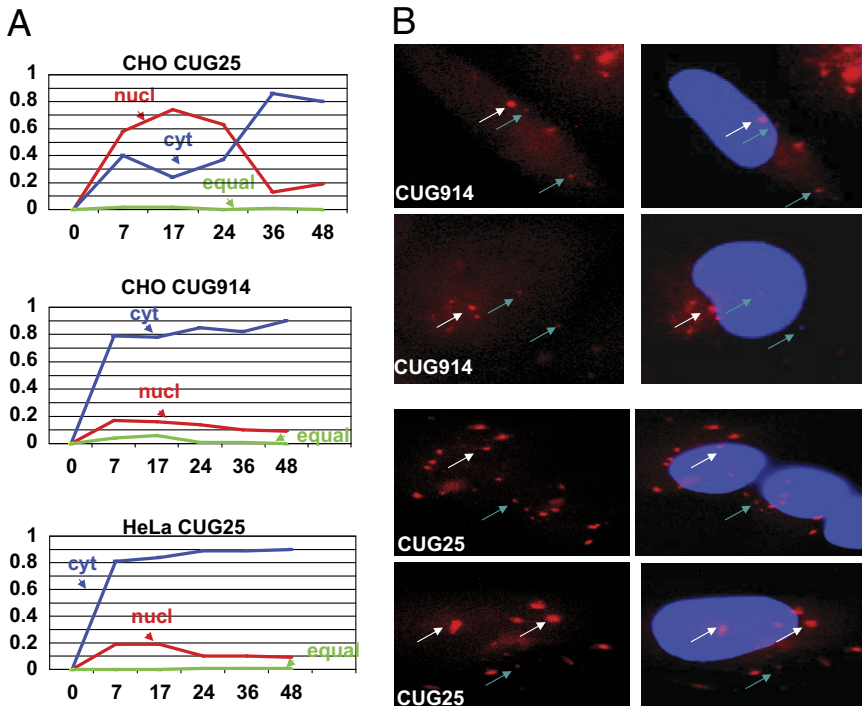 A
CHO CUG25
1
0.8
0.6
0.4
0.2
0
nucl
cyt
equal
0 7 17 24 36 48
CHO CUG914
1
0.8
0.6
0.4
0.2
0
cyt
nucl
equal
0 7 17 24 36 48
HeLa CUG25
1
0.8
0.6
0.4
0.2
0
cyt
nucl
equal
0 7 17 24 36 48
B
CUG914
CUG914
CUG25
CUG25